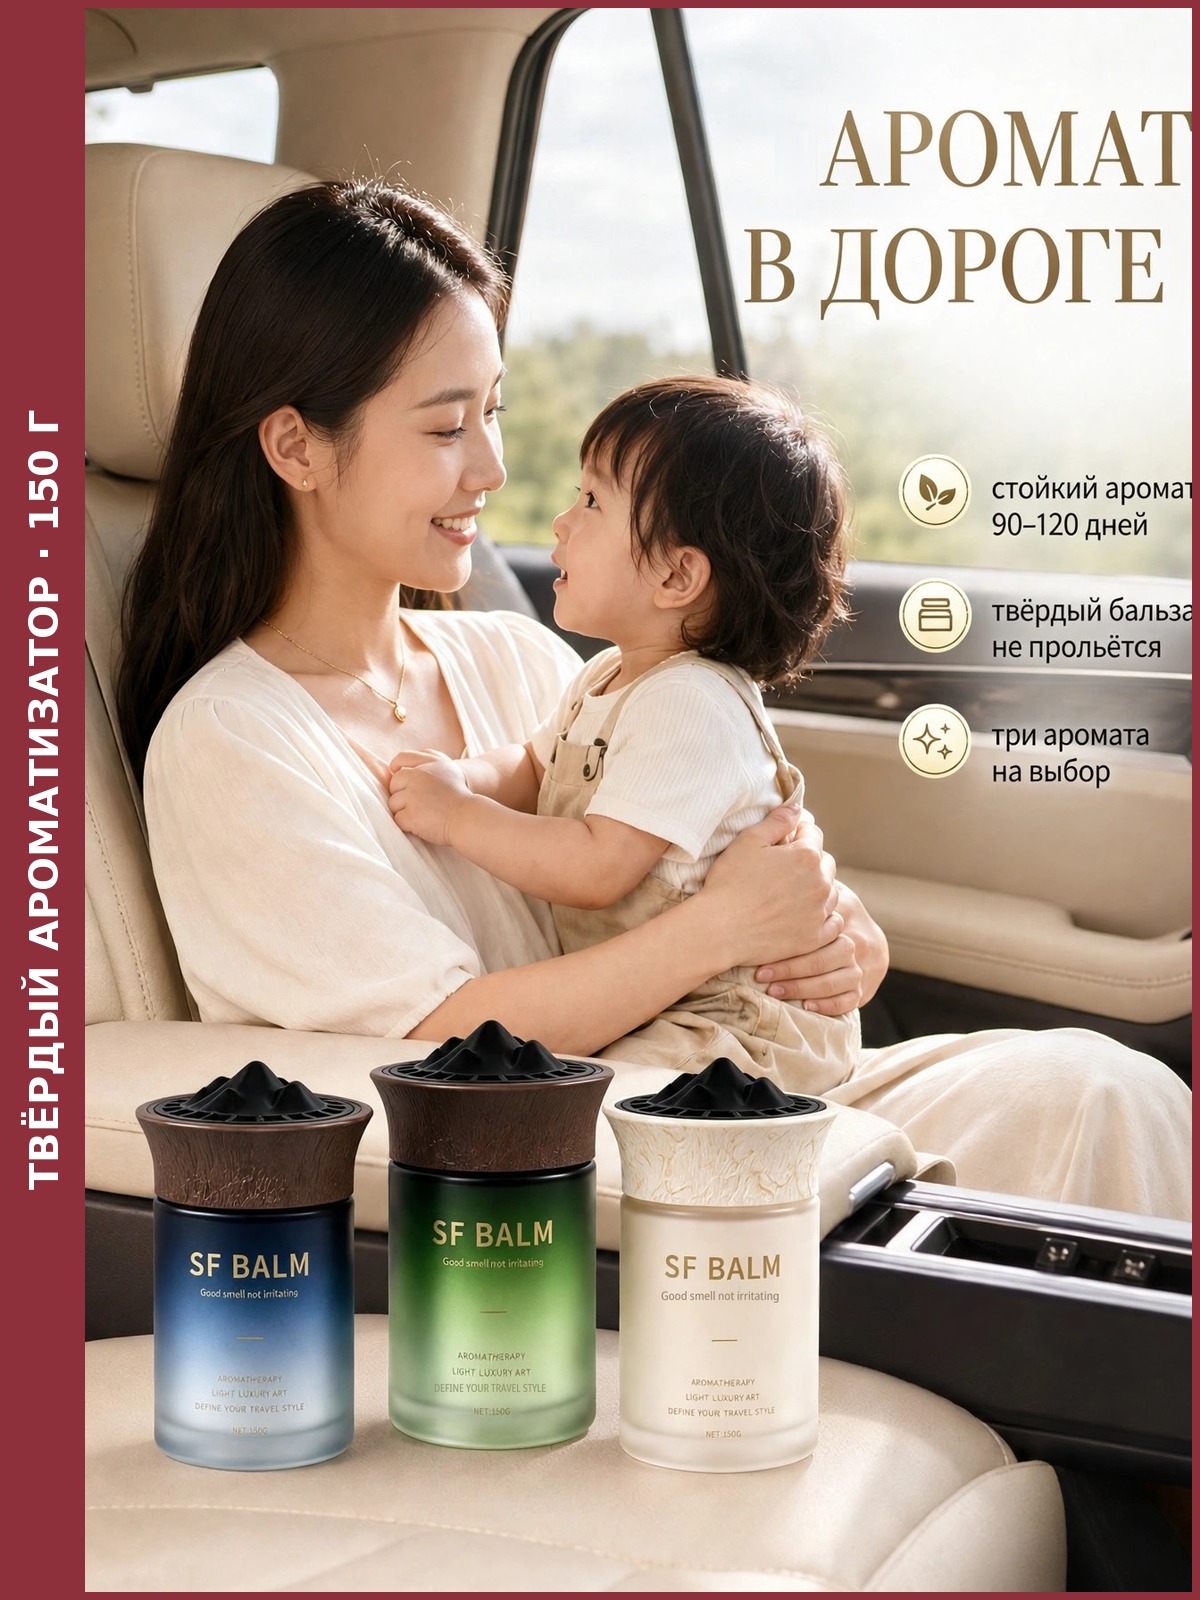 ТВЁРДЫЙ АРОМАТИЗАТОР · 150 Г
АРОМАТ
В ДОРОГЕ
стойкий аромат
90–120 дней
твёрдый бальза
не прольётся
три аромата
на выбор
SF BALM
Good smell not irritating
AROMATHERAPY
LIGHT LUXURY ART
DEFINE YOUR TRAVEL STYLE
NET:150G
SF BALM
Good smell not irritating
AROMATHERAPY
LIGHT LUXURY ART
DEFINE YOUR TRAVEL STYLE
NET:150G
SF BALM
Good smell not irritating
AROMATHERAPY
LIGHT LUXURY ART
DEFINE YOUR TRAVEL STYLE
NET:150G